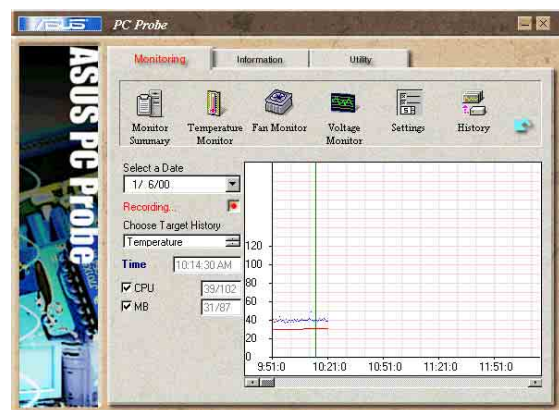 ASUS PC Probe
ASUS PC Probe
Monitoring Information Utility
Monitor Summary
Temperature Monitor
Fan Monitor
Voltage Monitor
Settings
History
Select a Date
1/ 6/00
Recording...
Choose Target History
Temperature
Time 10:14:30 AM
CPU 39/102
MB 31/87
120
100
80
60
40
20
0
9:51:0 10:21:0 10:51:0 11:21:0 11:51:0